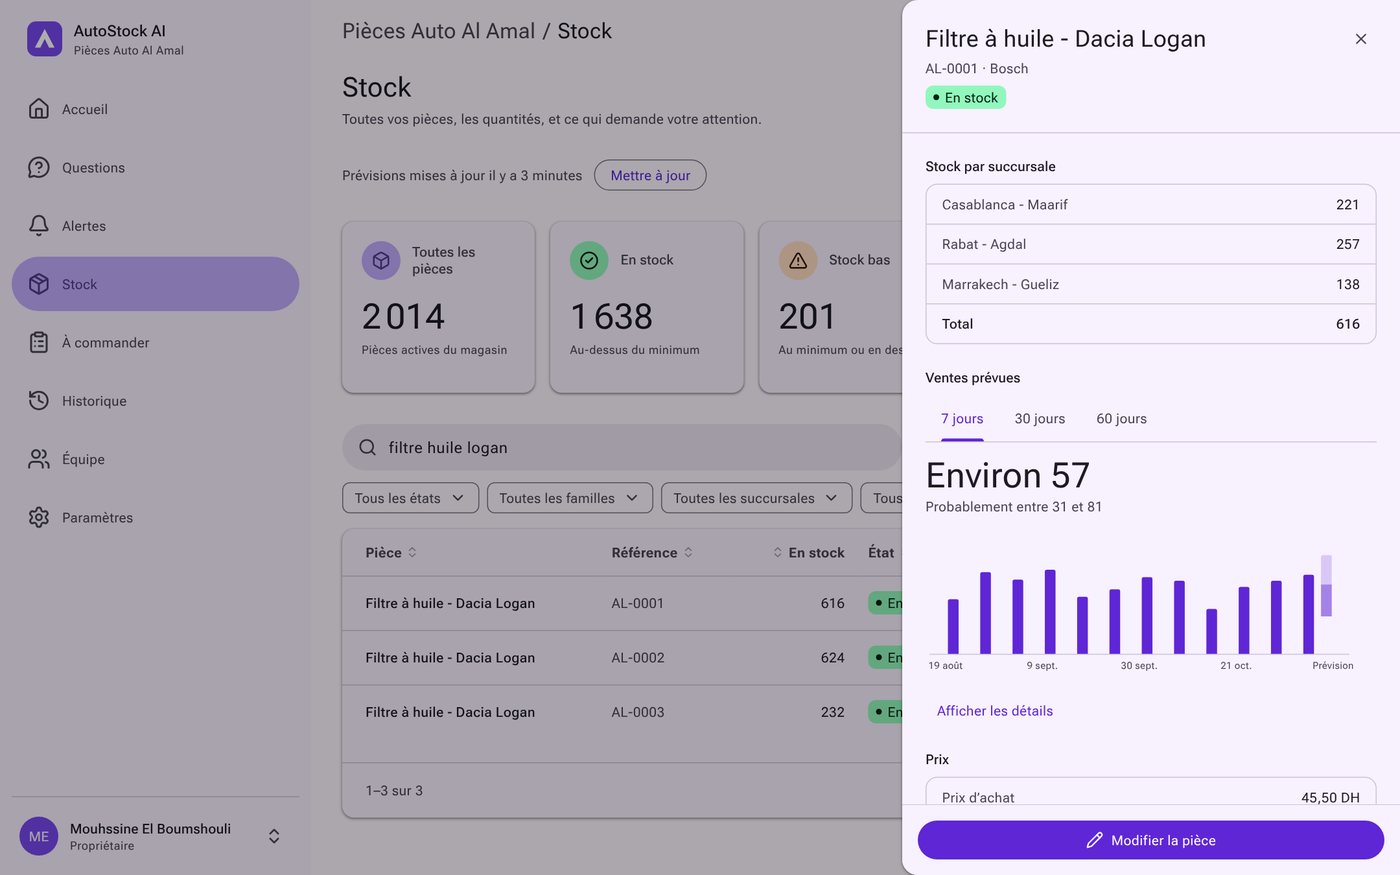 AutoStock AI
Pièces Auto Al Amal
Accueil
Questions
Alertes
Stock
À commander
Historique
Équipe
Paramètres
ME
Mouhssine El Boumshouli
Propriétaire
Pièces Auto Al Amal / Stock
Stock
Toutes vos pièces, les quantités, et ce qui demande votre attention.
Prévisions mises à jour il y a 3 minutes
Mettre à jour
Toutes les
pièces
2 014
Pièces actives du magasin
En stock
1 638
Au-dessus du minimum
Stock bas
201
Au minimum ou en des
filtre huile logan
Tous les états
Toutes les familles
Toutes les succursales
Tous
Pièce Référence En stock État
Filtre à huile - Dacia Logan AL-0001 616 En
Filtre à huile - Dacia Logan AL-0002 624 En
Filtre à huile - Dacia Logan AL-0003 232 En
1–3 sur 3
Filtre à huile - Dacia Logan
AL-0001 · Bosch
En stock
Stock par succursale
Casablanca - Maarif 221
Rabat - Agdal 257
Marrakech - Gueliz 138
Total 616
Ventes prévues
7 jours 30 jours 60 jours
Environ 57
Probablement entre 31 et 81
19 août 9 sept. 30 sept. 21 oct. Prévision
Afficher les détails
Prix
Prix d’achat 45,50 DH
Modifier la pièce